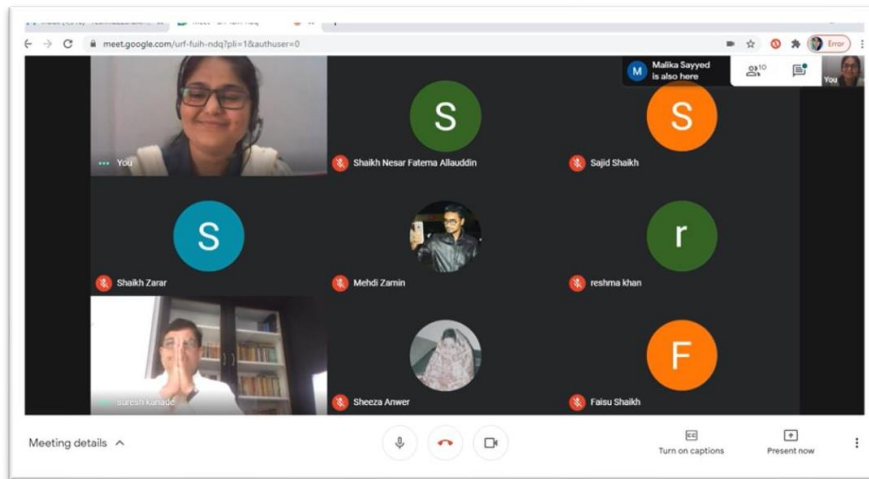 meet.google.com/urf-fuih-ndq?pli=1&authuser=0
Error
M
Malika Sayyed
is also here
10
You
You
S
Shaikh Nesar Fatema Allauddin
S
Sajid Shaikh
S
Shaikh Zarar
Mehdi Zamin
r
reshma khan
suresh kanade
Sheeza Anwer
F
Faisu Shaikh
Meeting details
CC
Turn on captions
Present now